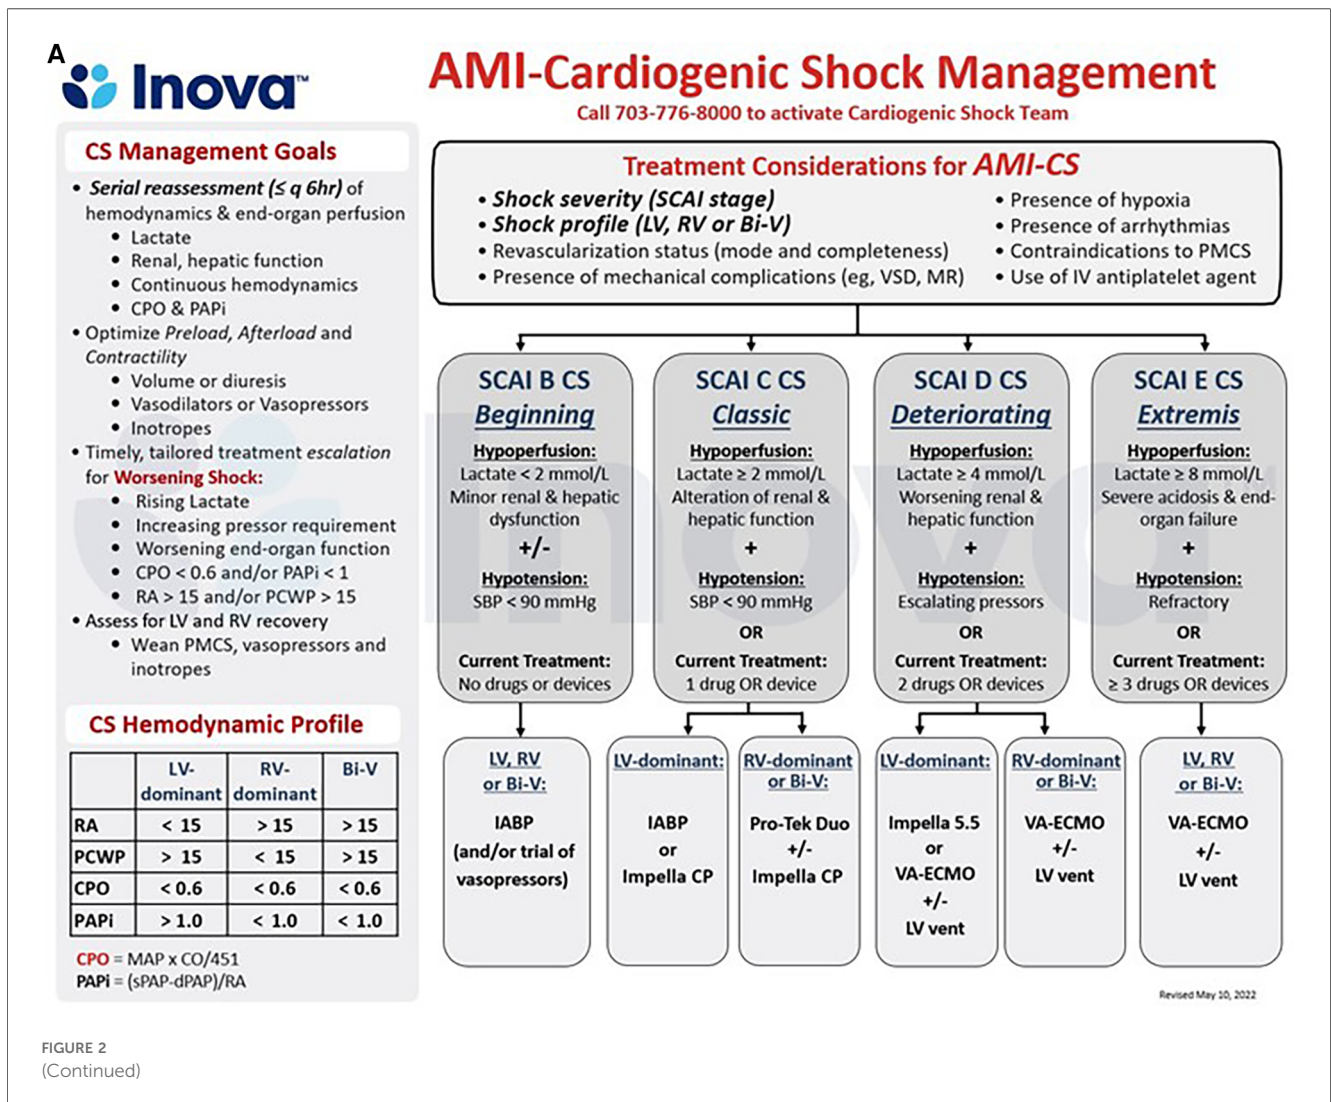 A
Inova™
AMI-Cardiogenic Shock Management
Call 703-776-8000 to activate Cardiogenic Shock Team
CS Management Goals
• Serial reassessment (≤ q 6hr) of
hemodynamics & end-organ perfusion
• Lactate
• Renal, hepatic function
• Continuous hemodynamics
• CPO & PAPi
• Optimize Preload, Afterload and
Contractility
• Volume or diuresis
• Vasodilators or Vasopressors
• Inotropes
• Timely, tailored treatment escalation
for Worsening Shock:
• Rising Lactate
• Increasing pressor requirement
• Worsening end-organ function
• CPO < 0.6 and/or PAPi < 1
• RA > 15 and/or PCWP > 15
• Assess for LV and RV recovery
• Wean PMCS, vasopressors and
inotropes
CS Hemodynamic Profile
LV-
dominant
RV-
dominant
Bi-V
RA < 15 > 15 > 15
PCWP > 15 < 15 > 15
CPO < 0.6 < 0.6 < 0.6
PAPi > 1.0 < 1.0 < 1.0
CPO = MAP x CO/451
PAPi = (sPAP-dPAP)/RA
Treatment Considerations for AMI-CS
• Shock severity (SCAI stage)
• Shock profile (LV, RV or Bi-V)
• Revascularization status (mode and completeness)
• Presence of mechanical complications (eg, VSD, MR)
• Presence of hypoxia
• Presence of arrhythmias
• Contraindications to PMCS
• Use of IV antiplatelet agent
SCAI B CS
Beginning
Hypoperfusion:
Lactate < 2 mmol/L
Minor renal & hepatic
dysfunction
+/-
Hypotension:
SBP < 90 mmHg
Current Treatment:
No drugs or devices
SCAI C CS
Classic
Hypoperfusion:
Lactate ≥ 2 mmol/L
Alteration of renal &
hepatic function
+
Hypotension:
SBP < 90 mmHg
OR
Current Treatment:
1 drug OR device
SCAI D CS
Deteriorating
Hypoperfusion:
Lactate ≥ 4 mmol/L
Worsening renal &
hepatic function
+
Hypotension:
Escalating pressors
OR
Current Treatment:
2 drugs OR devices
SCAI E CS
Extremis
Hypoperfusion:
Lactate ≥ 8 mmol/L
Severe acidosis & end-
organ failure
+
Hypotension:
Refractory
OR
Current Treatment:
≥ 3 drugs OR devices
LV, RV
or Bi-V:
IABP
(and/or trial of
vasopressors)
LV-dominant:
IABP
or
Impella CP
RV-dominant
or Bi-V:
Pro-Tek Duo
+/-
Impella CP
LV-dominant:
Impella 5.5
or
VA-ECMO
+/-
LV vent
RV-dominant
or Bi-V:
VA-ECMO
+/-
LV vent
LV, RV
or Bi-V:
VA-ECMO
+/-
LV vent
Inova™
Revised May 10, 2022
FIGURE 2
(Continued)